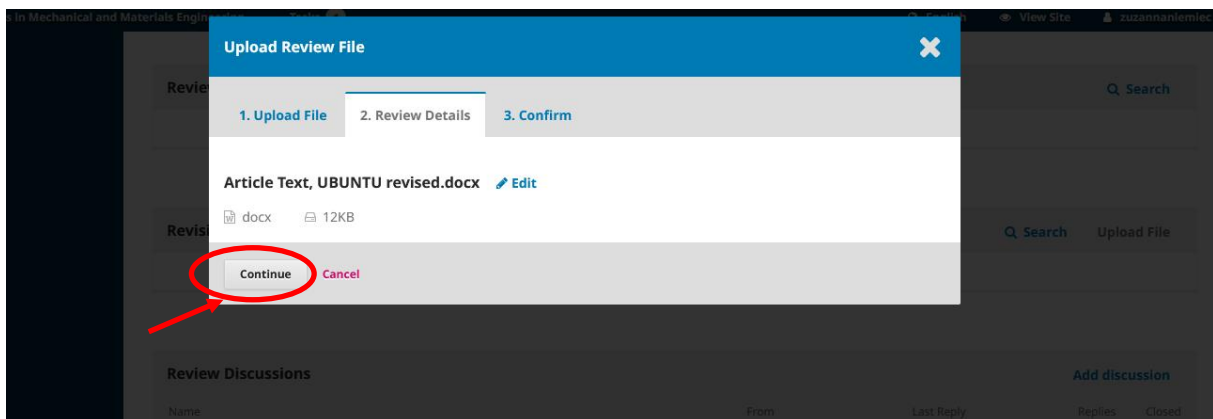 s in Mechanical and Materials Engineering Tasks English View Site zuzannaniemiec
Upload Review File
Revie Search
1. Upload File 2. Review Details 3. Confirm
Article Text, UBUNTU revised.docx Edit
docx 12KB
Revisi Search Upload File
Continue Cancel
Review Discussions Add discussion
Name From Last Reply Replies Closed